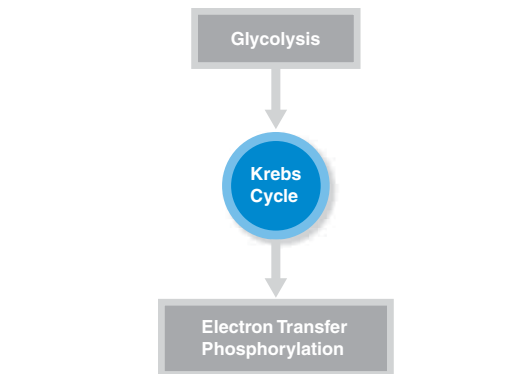 Glycolysis
Krebs
Cycle
Electron Transfer
Phosphorylation